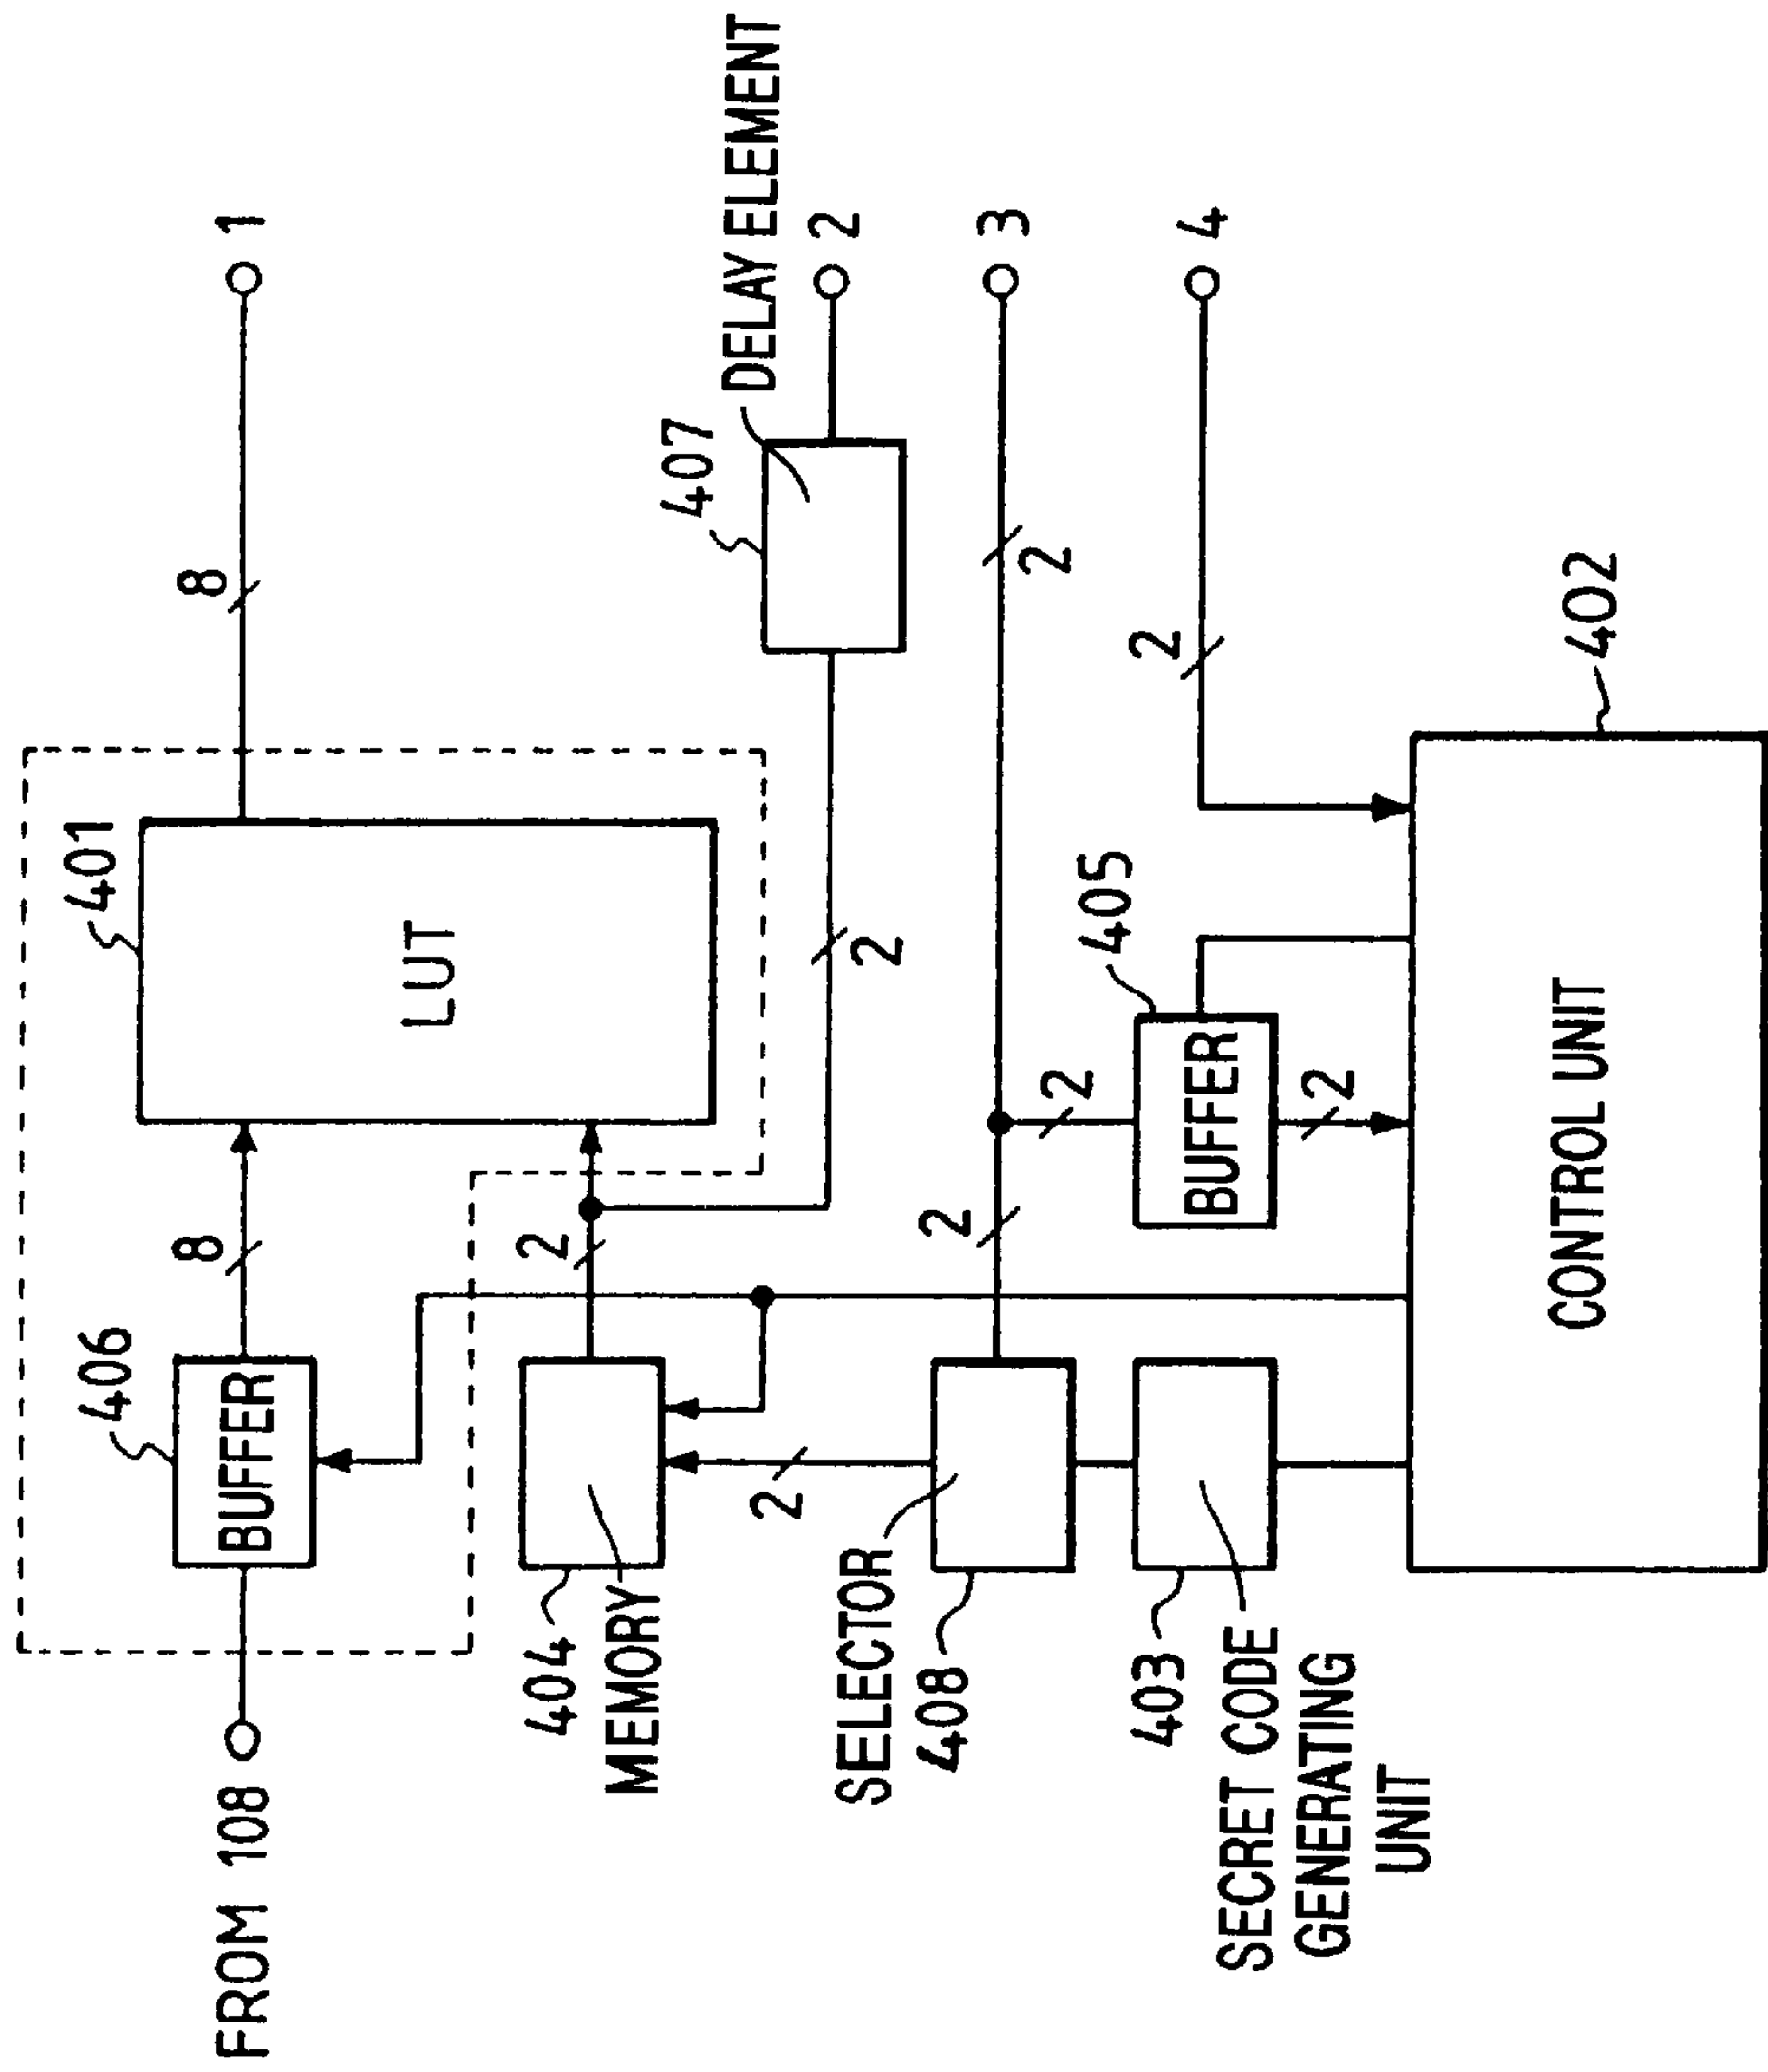 FROM 108
406
BUFFER
8
401
LUT
8
1
404
MEMORY
2
2
407
DELAY ELEMENT
2
2
SELECTOR
408
2
2
3
403
SECRET CODE
GENERATING
UNIT
405
BUFFER
2
2
2
4
402
CONTROL UNIT